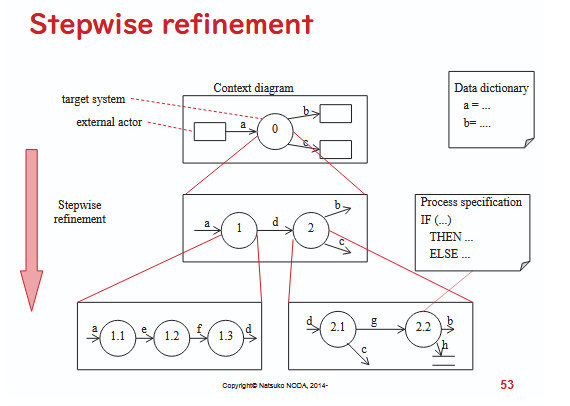 Stepwise refinement
Context diagram
target system
external actor
a
0
b
c
Data dictionary
a = ...
b= ....
Stepwise
refinement
a
1
d
2
b
c
Process specification
IF (...)
THEN ...
ELSE ...
a
1.1
e
1.2
f
1.3
d
d
2.1
g
2.2
b
c
h
Copyright© Natsuko NODA, 2014-
53